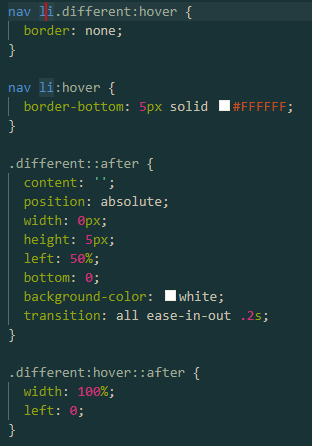 nav li.different:hover {
border: none;
}
nav li:hover {
border-bottom: 5px solid #FFFFFF;
}
.different::after {
content: '';
position: absolute;
width: 0px;
height: 5px;
left: 50%;
bottom: 0;
background-color: white;
transition: all ease-in-out .2s;
}
.different:hover::after {
width: 100%;
left: 0;
}